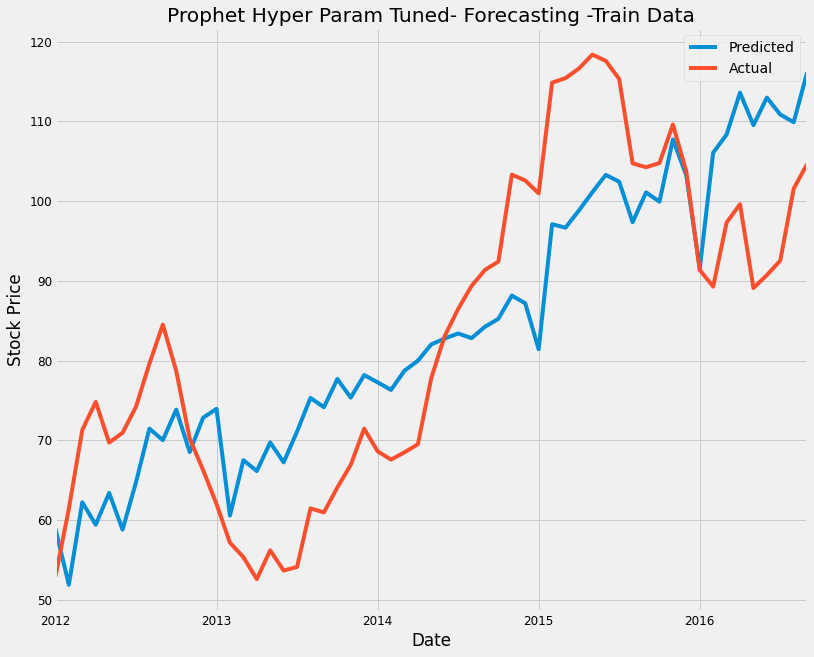 Prophet Hyper Param Tuned- Forecasting -Train Data
Predicted
Actual
120
110
100
90
80
70
60
50
Stock Price
2012 2013 2014 2015 2016
Date